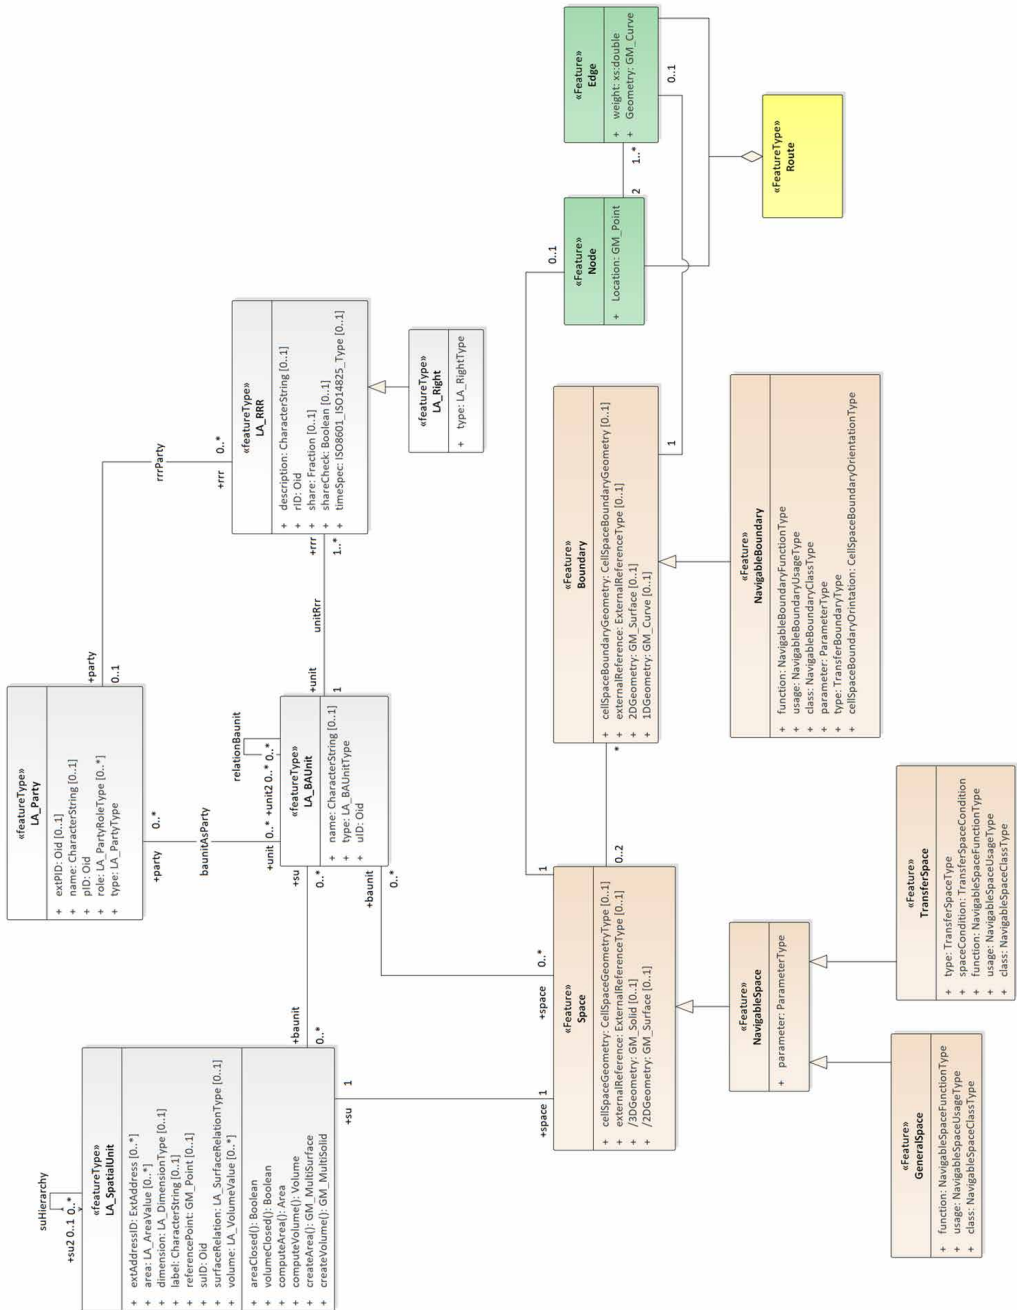 suHierarchy
+su2 0..1 0..*
«featureType»
LA_SpatialUnit
+ extAddressID: ExtAddress [0..*]
+ area: LA_AreaValue [0..*]
+ dimension: LA_DimensionType [0..1]
+ label: CharacterString [0..1]
+ referencePoint: GM_Point [0..1]
+ suID: Oid
+ surfaceRelation: LA_SurfaceRelationType [0..1]
+ volume: LA_VolumeValue [0..*]
+ areaClosed(): Boolean
+ volumeClosed(): Boolean
+ computeArea(): Area
+ computeVolume(): Volume
+ createArea(): GM_MultiSurface
+ createVolume(): GM_MultiSolid
+baunit
0..*
+su
1
«featureType»
LA_Party
+ extPID: Oid [0..1]
+ name: CharacterString [0..1]
+ pID: Oid
+ role: LA_PartyRoleType [0..*]
+ type: LA_PartyType
+party
0..*
+party
0..1
baunitAsParty
rrrParty
+rrr
0..*
relationBaunit
+unit 0..* +unit2 0..* 0..*
+su
0..*
«featureType»
LA_BAUnit
+ name: CharacterString [0..1]
+ type: LA_BAUnitType
+ uID: Oid
+baunit
0..*
+unit
1
unitRrr
+rrr
1..*
«featureType»
LA_RRR
+ description: CharacterString [0..1]
+ rID: Oid
+ share: Fraction [0..1]
+ shareCheck: Boolean [0..1]
+ timeSpec: ISO8601_ISO14825_Type [0..1]
«featureType»
LA_Right
+ type: LA_RightType
+space 1
+space
0..*
1
«Feature»
Space
+ cellSpaceGeometry: CellSpaceGeometryType [0..1]
+ externalReference: ExternalReferenceType [0..1]
+ /3DGeometry: GM_Solid [0..1]
+ /2DGeometry: GM_Surface [0..1]
0..2
*
«Feature»
Boundary
+ cellSpaceBoundaryGeometry: CellSpaceBoundaryGeometry [0..1]
+ externalReference: ExternalReferenceType [0..1]
+ 2DGeometry: GM_Surface [0..1]
+ 1DGeometry: GM_Curve [0..1]
1
0..1
«Feature»
Node
+ Location: GM_Point
2
1..*
«Feature»
Edge
+ weight: xs:double
+ Geometry: GM_Curve
0..1
«FeatureType»
Route
«Feature»
NavigableSpace
+ parameter: ParameterType
«Feature»
NavigableBoundary
+ function: NavigableBoundaryFunctionType
+ usage: NavigableBoundaryUsageType
+ class: NavigableBoundaryClassType
+ parameter: ParameterType
+ type: TransferBoundaryType
+ cellSpaceBoundaryOrintation: CellSpaceBoundaryOrientationType
«Feature»
GeneralSpace
+ function: NavigableSpaceFunctionType
+ usage: NavigableSpaceUsageType
+ class: NavigableSpaceClassType
«Feature»
TransferSpace
+ type: TransferSpaceType
+ spaceCondition: TransferSpaceCondition
+ function: NavigableSpaceFunctionType
+ usage: NavigableSpaceUsageType
+ class: NavigableSpaceClassType